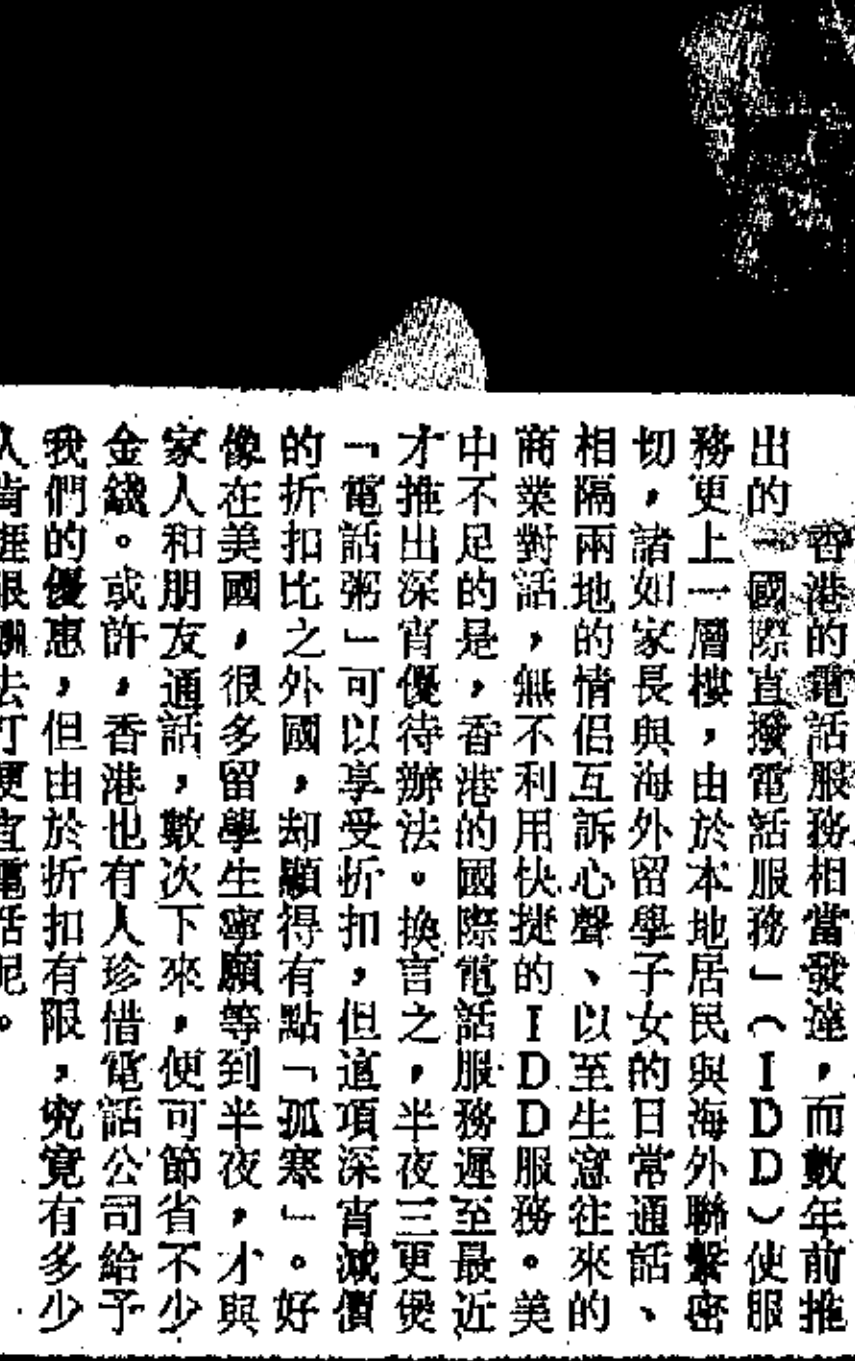 香港的電話服務相當發達，而數年前推
出的「國際直撥電話服務」（ＩＤＤ）使服
務更上一層樓，由於本地居民與海外聯繫密
切，諸如家長與海外留學子女的日常通話、
相隔兩地的情侶互訴心聲、以至生意往來的
商業對話，無不利用快捷的ＩＤＤ服務。美
中不足的是，香港的國際電話服務遲至最近
才推出深宵優待辦法。換言之，半夜三更煲
「電話粥」可以享受折扣，但這項深宵減價
的折扣比之外國，却顯得有點「孤寒」。好
像在美國，很多留學生寧願等到半夜，才與
家人和朋友通話，數次下來，便可節省不少
金錢。或許，香港也有人珍惜電話公司給予
我們的優惠，但由於折扣有限，究竟有多少
人肯捱眼瞓去打便宜電話呢。